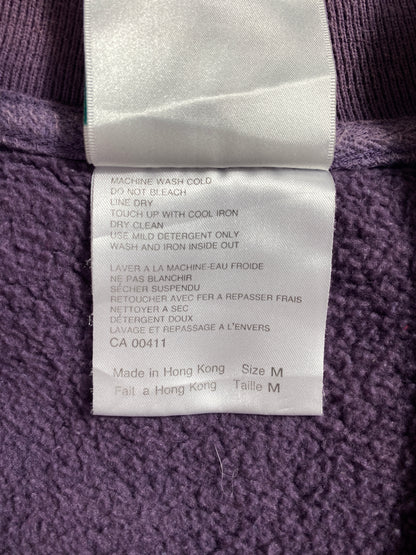 MACHINE WASH COLD
DO NOT BLEACH
LINE DRY
TOUCH UP WITH COOL IRON
DRY CLEAN
USE MILD DETERGENT ONLY
WASH AND IRON INSIDE OUT
LAVER A LA MACHINE-EAU FROIDE
NE PAS BLANCHIR
SÉCHER SUSPENDU
RETOUCHER AVEC FER A REPASSER FRAIS
NETTOYER A SEC
DÉTERGENT DOUX
LAVAGE ET REPASSAGE A L'ENVERS
CA 00411
Made in Hong Kong Size M
Fait a Hong Kong Taille M